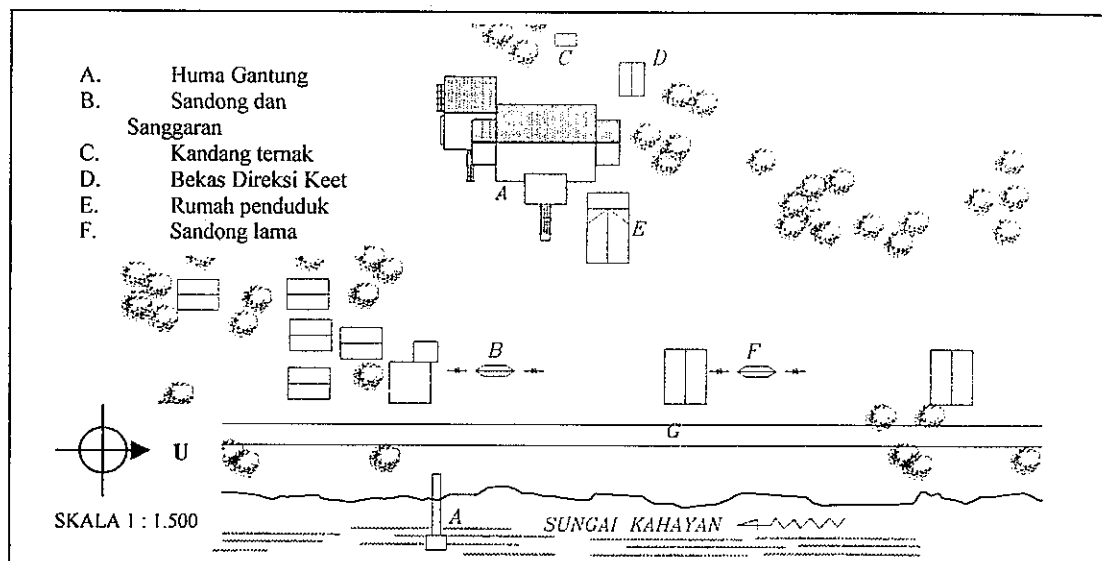 A. Huma Gantung
B. Sandong dan
Sanggaran
C. Kandang ternak
D. Bekas Direksi Keet
E. Rumah penduduk
F. Sandong lama
C
D
A
E
B
F
G
U
SKALA 1 : 1.500
A
SUNGAI KAHAYAN